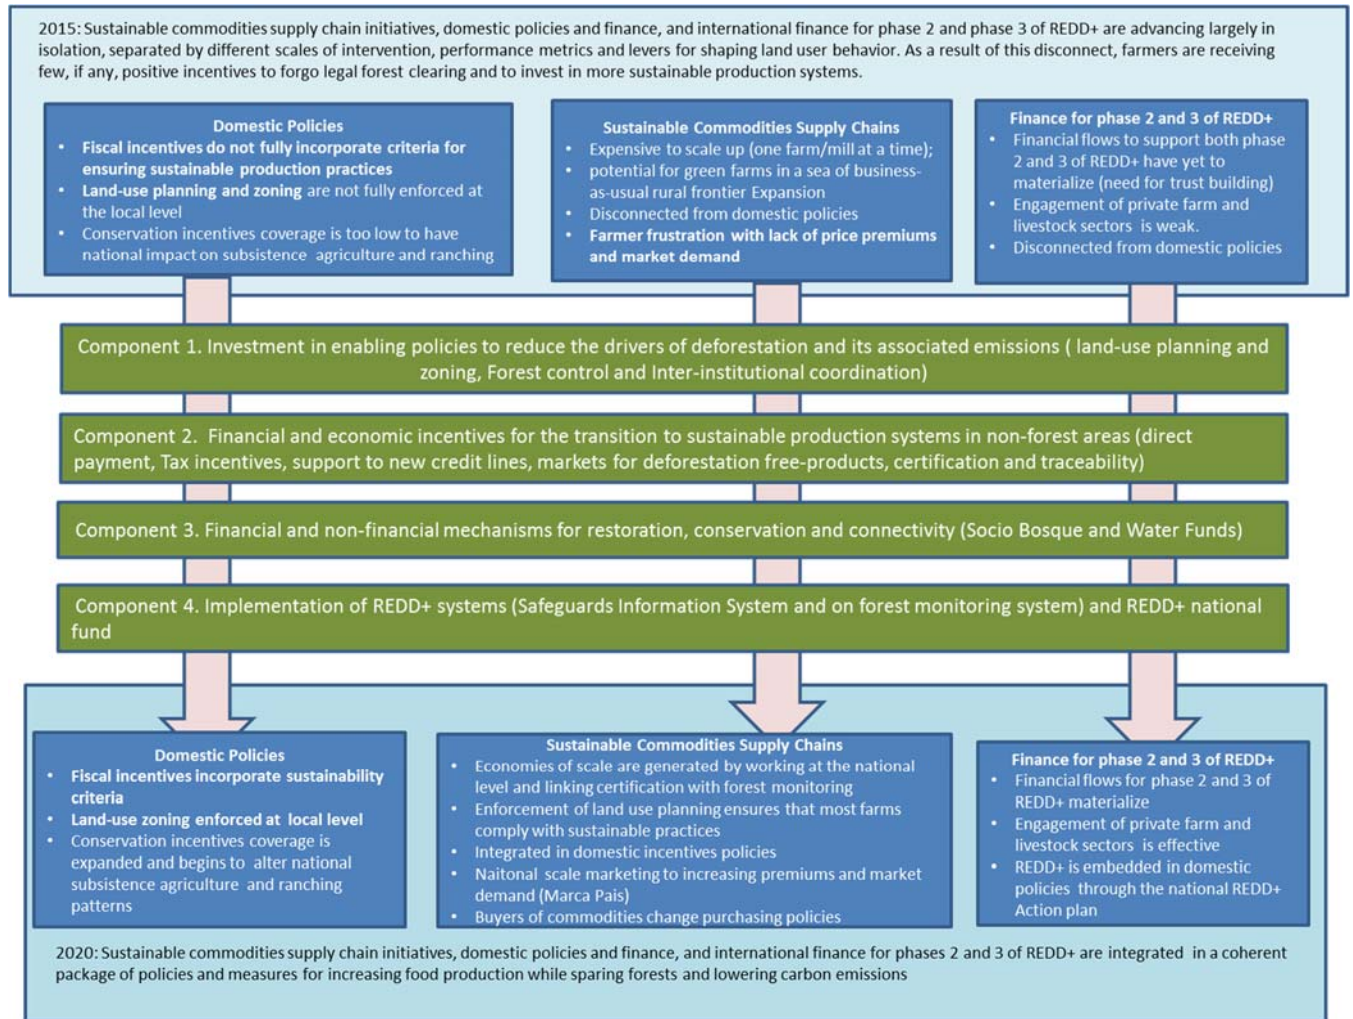 2015: Sustainable commodities supply chain initiatives, domestic policies and finance, and international finance for phase 2 and phase 3 of REDD+ are advancing largely in
isolation, separated by different scales of intervention, performance metrics and levers for shaping land user behavior. As a result of this disconnect, farmers are receiving
few, if any, positive incentives to forgo legal forest clearing and to invest in more sustainable production systems.
Domestic Policies
• Fiscal incentives do not fully incorporate criteria for
ensuring sustainable production practices
• Land-use planning and zoning are not fully enforced at
the local level
• Conservation incentives coverage is too low to have
national impact on subsistence agriculture and ranching
Sustainable Commodities Supply Chains
• Expensive to scale up (one farm/mill at a time);
• potential for green farms in a sea of business-
as-usual rural frontier Expansion
• Disconnected from domestic policies
• Farmer frustration with lack of price premiums
and market demand
Finance for phase 2 and 3 of REDD+
• Financial flows to support both phase
2 and 3 of REDD+ have yet to
materialize (need for trust building)
• Engagement of private farm and
livestock sectors is weak.
• Disconnected from domestic policies
Component 1. Investment in enabling policies to reduce the drivers of deforestation and its associated emissions ( land-use planning and
zoning, Forest control and Inter-institutional coordination)
Component 2. Financial and economic incentives for the transition to sustainable production systems in non-forest areas (direct
payment, Tax incentives, support to new credit lines, markets for deforestation free-products, certification and traceability)
Component 3. Financial and non-financial mechanisms for restoration, conservation and connectivity (Socio Bosque and Water Funds)
Component 4. Implementation of REDD+ systems (Safeguards Information System and on forest monitoring system) and REDD+ national
fund
Domestic Policies
• Fiscal incentives incorporate sustainability
criteria
• Land-use zoning enforced at local level
• Conservation incentives coverage is
expanded and begins to alter national
subsistence agriculture and ranching
patterns
Sustainable Commodities Supply Chains
• Economies of scale are generated by working at the national
level and linking certification with forest monitoring
• Enforcement of land use planning ensures that most farms
comply with sustainable practices
• Integrated in domestic incentives policies
• Naitonal scale marketing to increasing premiums and market
demand (Marca Pais)
• Buyers of commodities change purchasing policies
Finance for phase 2 and 3 of REDD+
• Financial flows for phase 2 and 3 of
REDD+ materialize
• Engagement of private farm and
livestock sectors is effective
• REDD+ is embedded in domestic
policies through the national REDD+
Action plan
2020: Sustainable commodities supply chain initiatives, domestic policies and finance, and international finance for phases 2 and 3 of REDD+ are integrated in a coherent
package of policies and measures for increasing food production while sparing forests and lowering carbon emissions